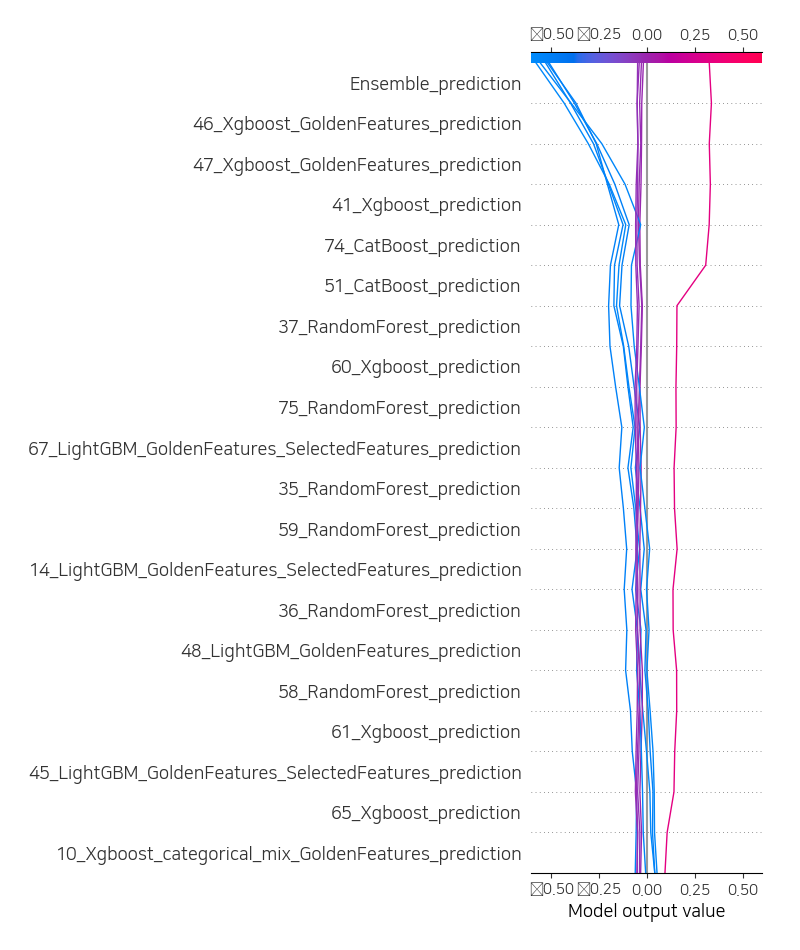 0.50 0.25 0.00 0.25 0.50
Ensemble_prediction
46_Xgboost_GoldenFeatures_prediction
47_Xgboost_GoldenFeatures_prediction
41_Xgboost_prediction
74_CatBoost_prediction
51_CatBoost_prediction
37_RandomForest_prediction
60_Xgboost_prediction
75_RandomForest_prediction
67_LightGBM_GoldenFeatures_SelectedFeatures_prediction
35_RandomForest_prediction
59_RandomForest_prediction
14_LightGBM_GoldenFeatures_SelectedFeatures_prediction
36_RandomForest_prediction
48_LightGBM_GoldenFeatures_prediction
58_RandomForest_prediction
61_Xgboost_prediction
45_LightGBM_GoldenFeatures_SelectedFeatures_prediction
65_Xgboost_prediction
10_Xgboost_categorical_mix_GoldenFeatures_prediction
0.50 0.25 0.00 0.25 0.50
Model output value